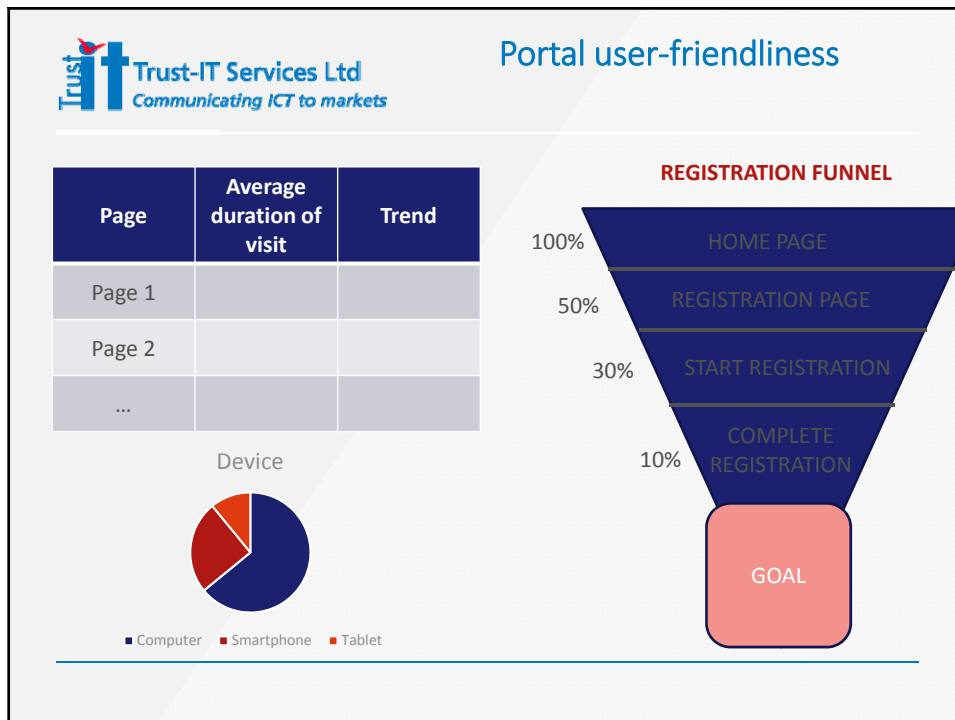 Trust
it
Trust-IT Services Ltd
Communicating ICT to markets
Portal user-friendliness
Page
Average
duration of
visit
Trend
Page 1
Page 2
...
Device
Computer
Smartphone
Tablet
REGISTRATION FUNNEL
100%
HOME PAGE
50%
REGISTRATION PAGE
30%
START REGISTRATION
10%
COMPLETE
REGISTRATION
GOAL